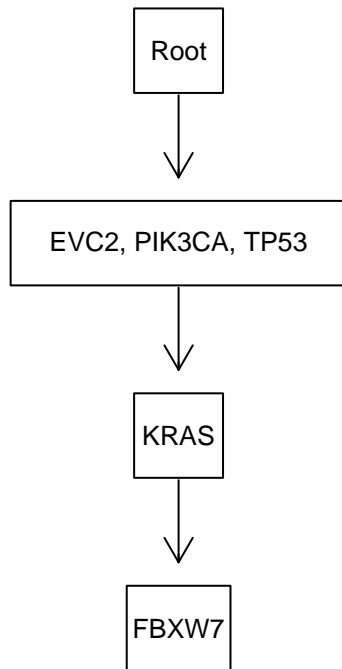 Root
EVC2, PIK3CA, TP53
KRAS
FBXW7